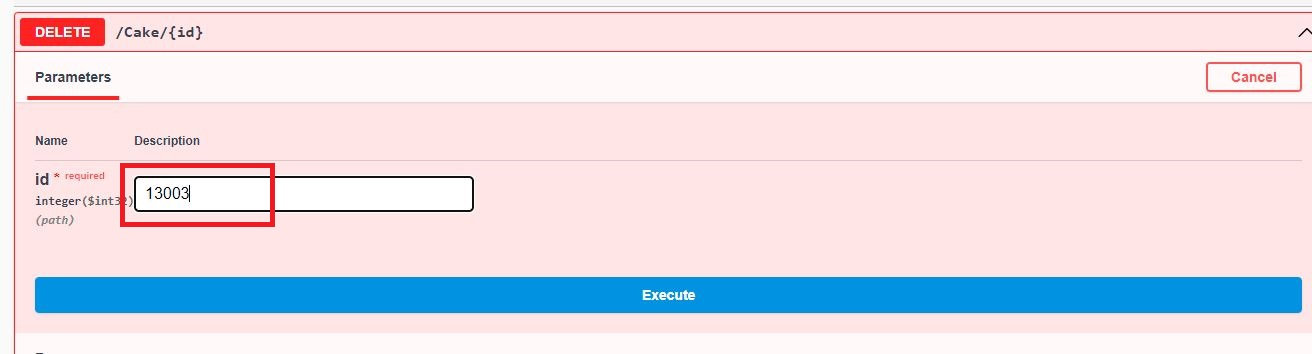 DELETE /Cake/{id}
Parameters
Cancel
Name Description
id * required
13003
integer($int32)
(path)
Execute